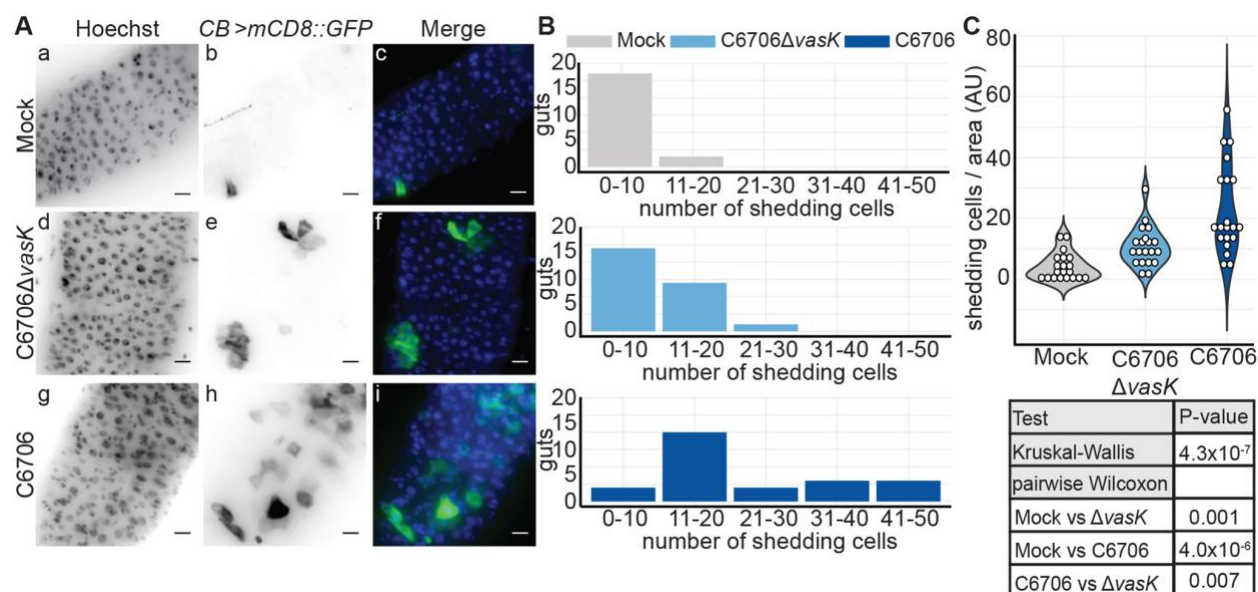 A
Hoechst
CB >mCD8::GFP
Merge
Mock
a
b
c
C6706ΔvasK
d
e
f
C6706
g
h
i
B
Mock
C6706ΔvasK
C6706
guts
20
15
10
5
0
0-10 11-20 21-30 31-40 41-50
number of shedding cells
guts
20
15
10
5
0
0-10 11-20 21-30 31-40 41-50
number of shedding cells
guts
20
15
10
5
0
0-10 11-20 21-30 31-40 41-50
number of shedding cells
C
shedding cells / area (AU)
80
60
40
20
0
Mock C6706 C6706
ΔvasK
Test P-value
Kruskal-Wallis 4.3x10⁻⁷
pairwise Wilcoxon
Mock vs ΔvasK 0.001
Mock vs C6706 4.0x10⁻⁶
C6706 vs ΔvasK 0.007